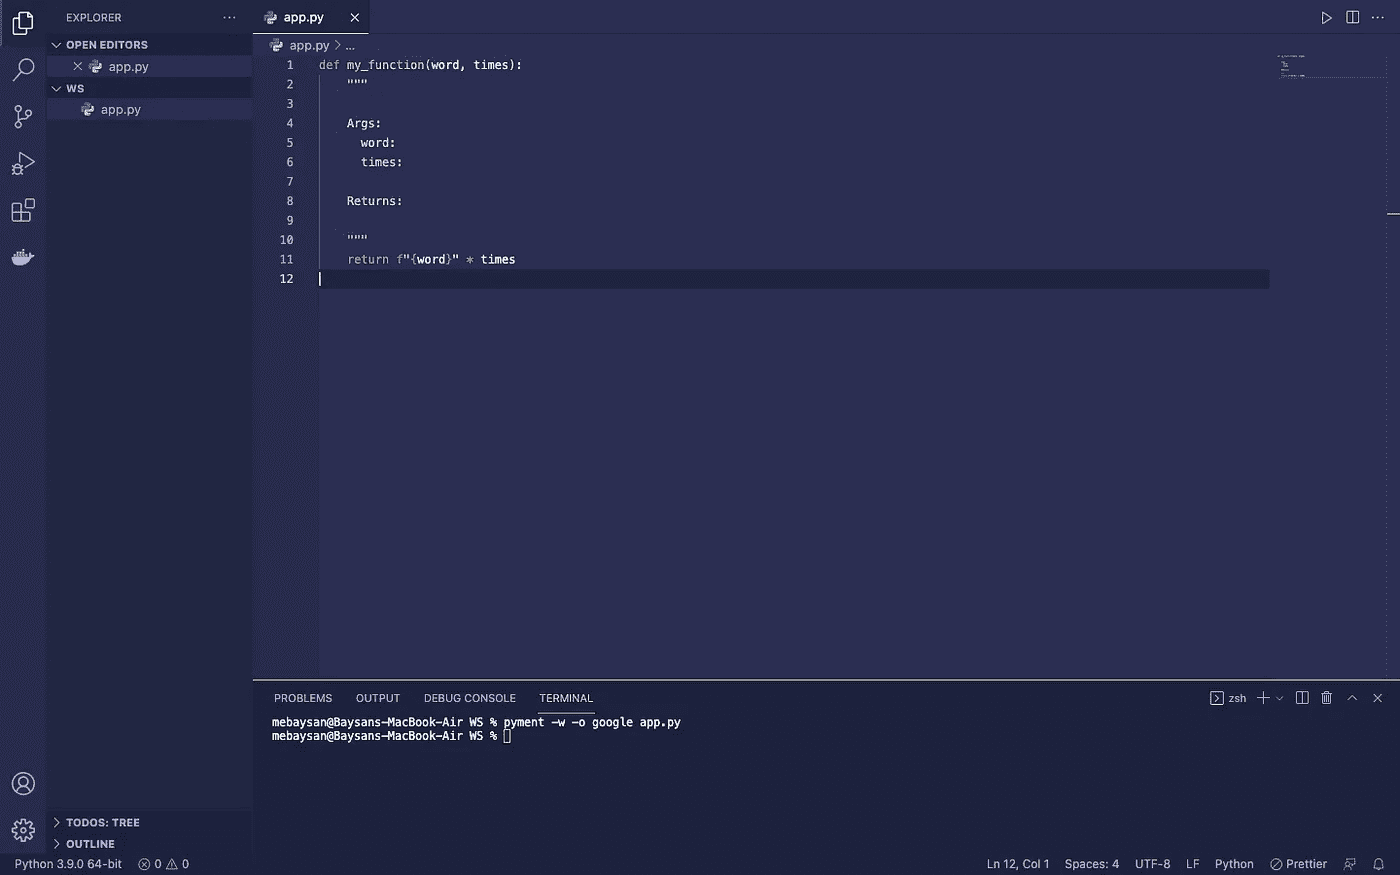 EXPLORER
OPEN EDITORS
app.py
WS
app.py
app.py
app.py > ...
1 def my_function(word, times):
2     """
3
4     Args:
5       word:
6       times:
7
8     Returns:
9
10     """
11     return f"{word}" * times
12
PROBLEMS OUTPUT DEBUG CONSOLE TERMINAL
zsh
mebaysan@Baysans-MacBook-Air WS % pyment -w -o google app.py
mebaysan@Baysans-MacBook-Air WS %
TODOS: TREE
OUTLINE
Python 3.9.0 64-bit 0 0 Ln 12, Col 1 Spaces: 4 UTF-8 LF Python Prettier